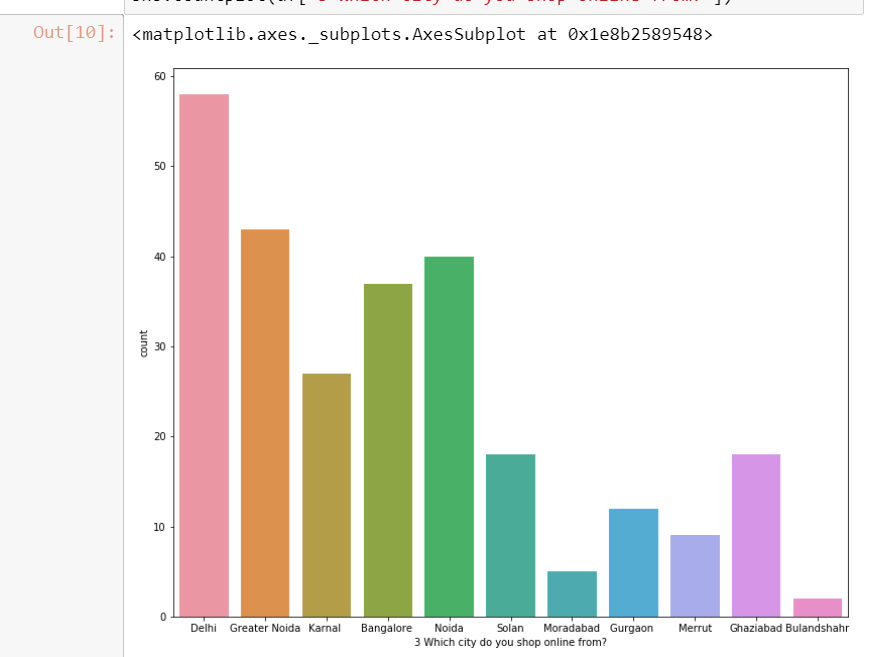 Out[10]:
<matplotlib.axes._subplots.AxesSubplot at 0x1e8b2589548>
60
50
40
30
20
10
0
count
Delhi Greater Noida Karnal Bangalore Noida Solan Moradabad Gurgaon Merrut Ghaziabad Bulandshahr
3 Which city do you shop online from?